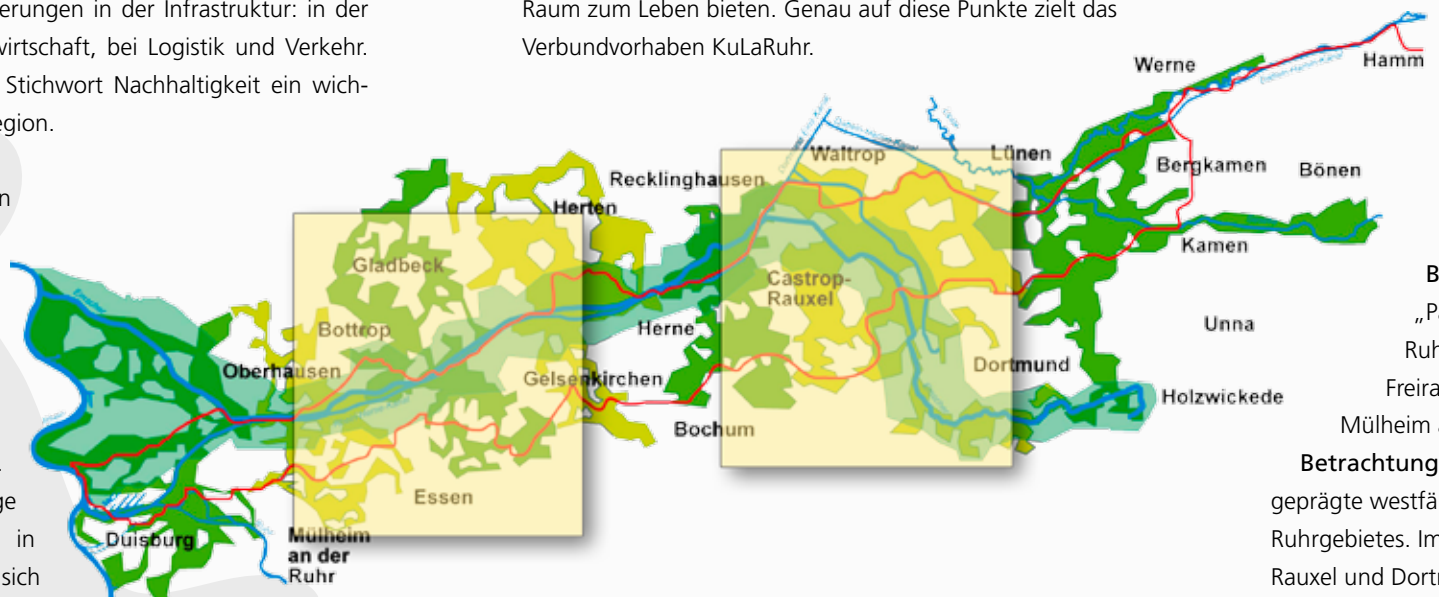 erungen in der Infrastruktur: in der
wirtschaft, bei Logistik und Verkehr.
Stichwort Nachhaltigkeit ein wich-
egion.
n
ge
in
sich
Raum zum Leben bieten. Genau auf diese Punkte zielt das
Verbundvorhaben KuLaRuhr.
Werne
Hamm
Waltrop
Lünen
Bergkamen
Bönen
Recklinghausen
Herten
Kamen
Gladbeck
Castrop-
Rauxel
Bottrop
Herne
Unna
Oberhausen
Gelsenkirchen
Dortmund
Holzwickede
Bochum
Essen
Duisburg
Mülheim
an der
Ruhr
B
„Pa
Ruh
Freira
Mülheim a
Betrachtung
geprägte westfä
Ruhrgebietes. Im
Rauxel und Dortm